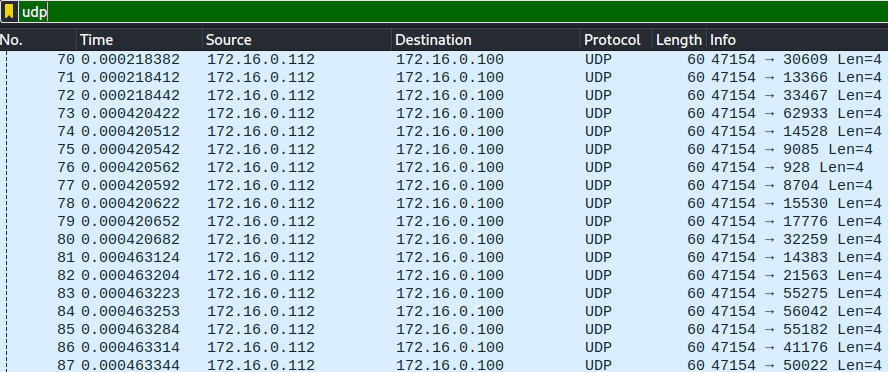 udp
No. Time Source Destination Protocol Length Info
70 0.000218382 172.16.0.112 172.16.0.100 UDP 60 47154 → 30609 Len=4
71 0.000218412 172.16.0.112 172.16.0.100 UDP 60 47154 → 13366 Len=4
72 0.000218442 172.16.0.112 172.16.0.100 UDP 60 47154 → 33467 Len=4
73 0.000420422 172.16.0.112 172.16.0.100 UDP 60 47154 → 62933 Len=4
74 0.000420512 172.16.0.112 172.16.0.100 UDP 60 47154 → 14528 Len=4
75 0.000420542 172.16.0.112 172.16.0.100 UDP 60 47154 → 9085 Len=4
76 0.000420562 172.16.0.112 172.16.0.100 UDP 60 47154 → 928 Len=4
77 0.000420592 172.16.0.112 172.16.0.100 UDP 60 47154 → 8704 Len=4
78 0.000420622 172.16.0.112 172.16.0.100 UDP 60 47154 → 15530 Len=4
79 0.000420652 172.16.0.112 172.16.0.100 UDP 60 47154 → 17776 Len=4
80 0.000420682 172.16.0.112 172.16.0.100 UDP 60 47154 → 32259 Len=4
81 0.000463124 172.16.0.112 172.16.0.100 UDP 60 47154 → 14383 Len=4
82 0.000463204 172.16.0.112 172.16.0.100 UDP 60 47154 → 21563 Len=4
83 0.000463223 172.16.0.112 172.16.0.100 UDP 60 47154 → 55275 Len=4
84 0.000463253 172.16.0.112 172.16.0.100 UDP 60 47154 → 56042 Len=4
85 0.000463284 172.16.0.112 172.16.0.100 UDP 60 47154 → 55182 Len=4
86 0.000463314 172.16.0.112 172.16.0.100 UDP 60 47154 → 41176 Len=4
87 0.000463344 172.16.0.112 172.16.0.100 UDP 60 47154 → 50022 Len=4